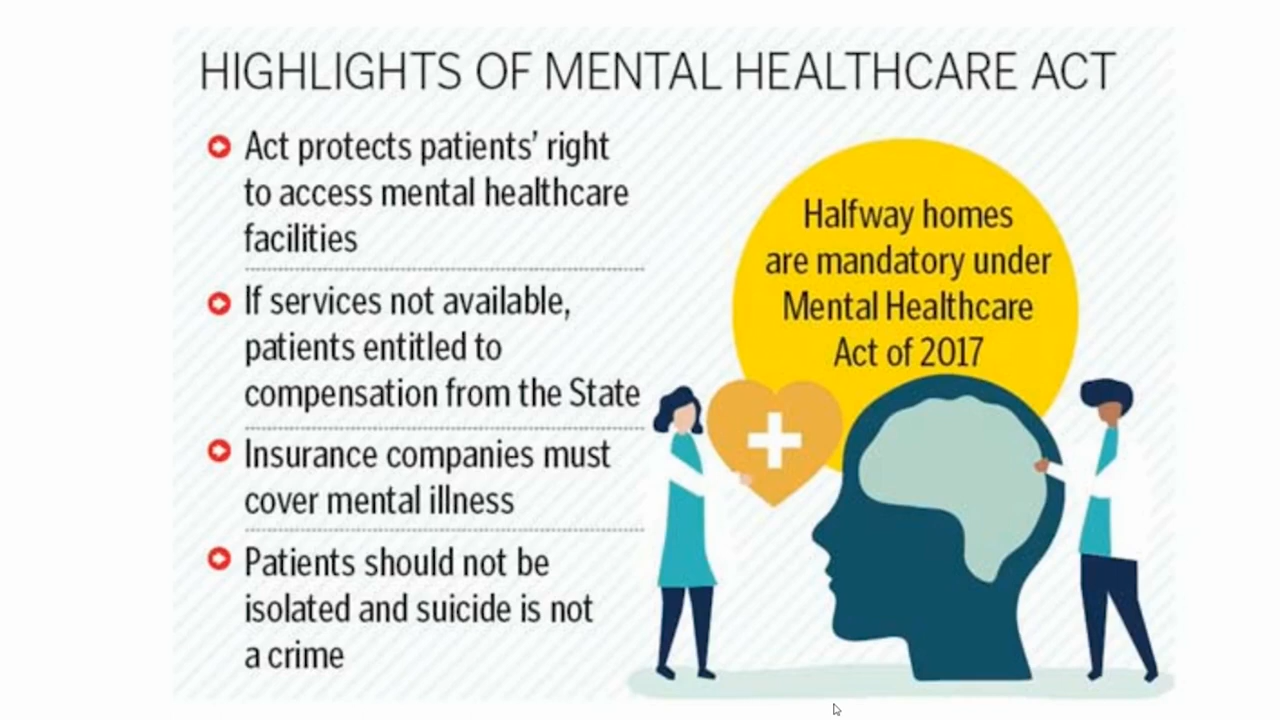 HIGHLIGHTS OF MENTAL HEALTHCARE ACT
Act protects patients’ right
to access mental healthcare
facilities
If services not available,
patients entitled to
compensation from the State
Insurance companies must
cover mental illness
Patients should not be
isolated and suicide is not
a crime
Halfway homes
are mandatory under
Mental Healthcare
Act of 2017